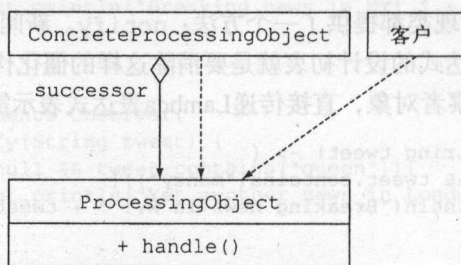 ConcreteProcessingObject
客户
successor
ProcessingObject
+ handle()